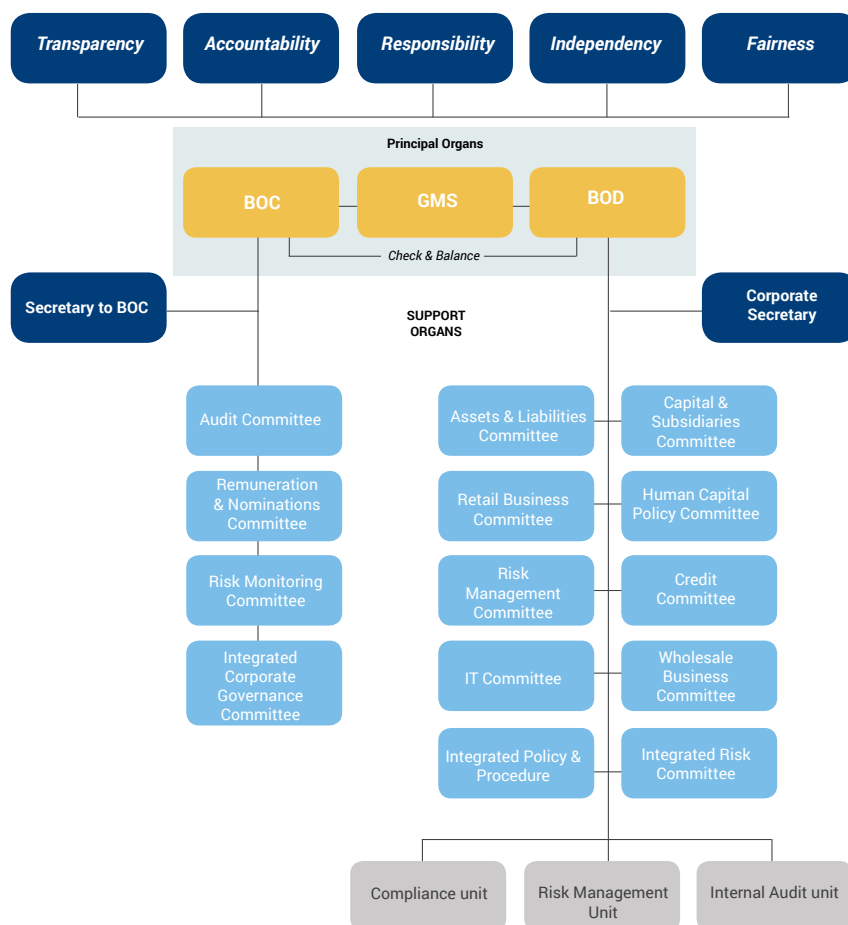 Transparency
Accountability
Responsibility
Independency
Fairness
Principal Organs
BOC
GMS
BOD
Check & Balance
Secretary to BOC
SUPPORT
ORGANS
Corporate
Secretary
Audit Committee
Remuneration
& Nominations
Committee
Risk Monitoring
Committee
Integrated
Corporate
Governance
Committee
Assets & Liabilities
Committee
Capital &
Subsidiaries
Committee
Retail Business
Committee
Human Capital
Policy Committee
Risk
Management
Committee
Credit
Committee
IT Committee
Wholesale
Business
Committee
Integrated Policy &
Procedure
Integrated Risk
Committee
Compliance unit
Risk Management
Unit
Internal Audit unit